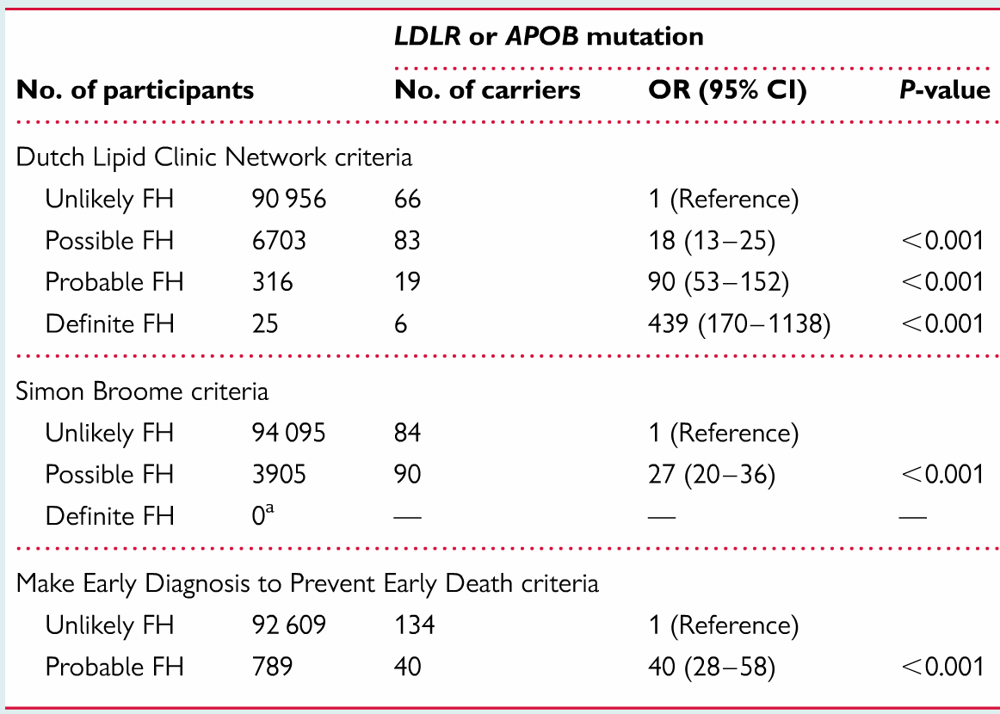 LDLR or APOB mutation
No. of participants No. of carriers OR (95% CI) P-value
Dutch Lipid Clinic Network criteria
Unlikely FH 90 956 66 1 (Reference)
Possible FH 6703 83 18 (13–25) <0.001
Probable FH 316 19 90 (53–152) <0.001
Definite FH 25 6 439 (170–1138) <0.001
Simon Broome criteria
Unlikely FH 94 095 84 1 (Reference)
Possible FH 3905 90 27 (20–36) <0.001
Definite FH 0ᵃ — — —
Make Early Diagnosis to Prevent Early Death criteria
Unlikely FH 92 609 134 1 (Reference)
Probable FH 789 40 40 (28–58) <0.001